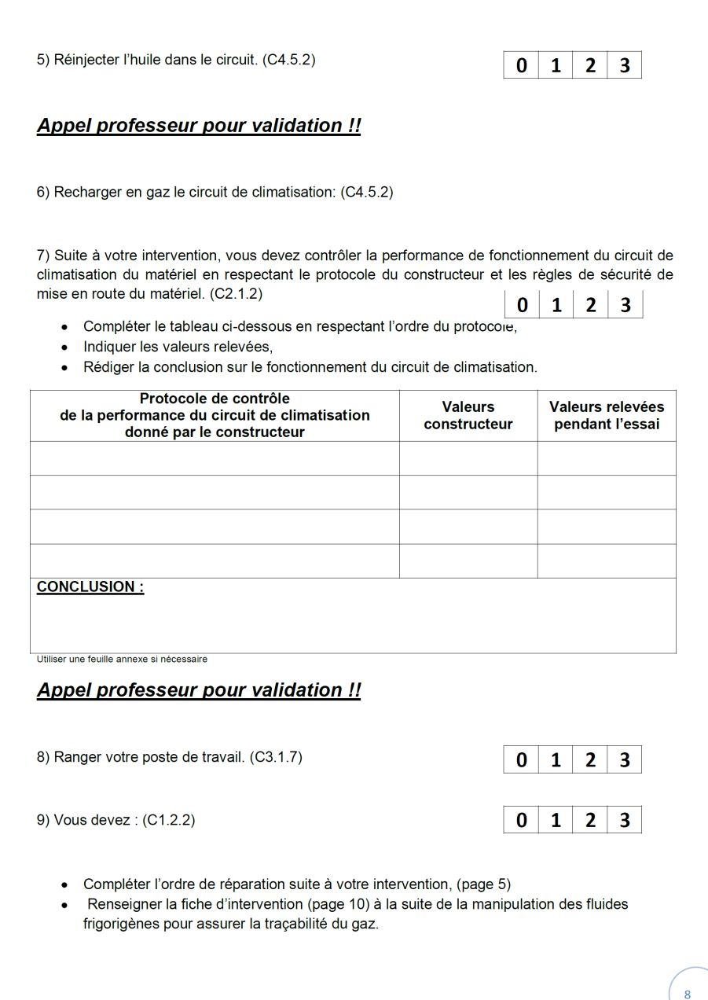 5) Réinjecter l’huile dans le circuit. (C4.5.2)
0 1 2 3
Appel professeur pour validation !!
6) Recharger en gaz le circuit de climatisation: (C4.5.2)
7) Suite à votre intervention, vous devez contrôler la performance de fonctionnement du circuit de
climatisation du matériel en respectant le protocole du constructeur et les règles de sécurité de
mise en route du matériel. (C2.1.2)
0 1 2 3
• Compléter le tableau ci-dessous en respectant l’ordre du protocole,
• Indiquer les valeurs relevées,
• Rédiger la conclusion sur le fonctionnement du circuit de climatisation.
Protocole de contrôle
de la performance du circuit de climatisation
donné par le constructeur
Valeurs
constructeur
Valeurs relevées
pendant l’essai
CONCLUSION :
Utiliser une feuille annexe si nécessaire
Appel professeur pour validation !!
8) Ranger votre poste de travail. (C3.1.7)
0 1 2 3
9) Vous devez : (C1.2.2)
0 1 2 3
• Compléter l’ordre de réparation suite à votre intervention, (page 5)
• Renseigner la fiche d’intervention (page 10) à la suite de la manipulation des fluides
frigorigènes pour assurer la traçabilité du gaz.
8